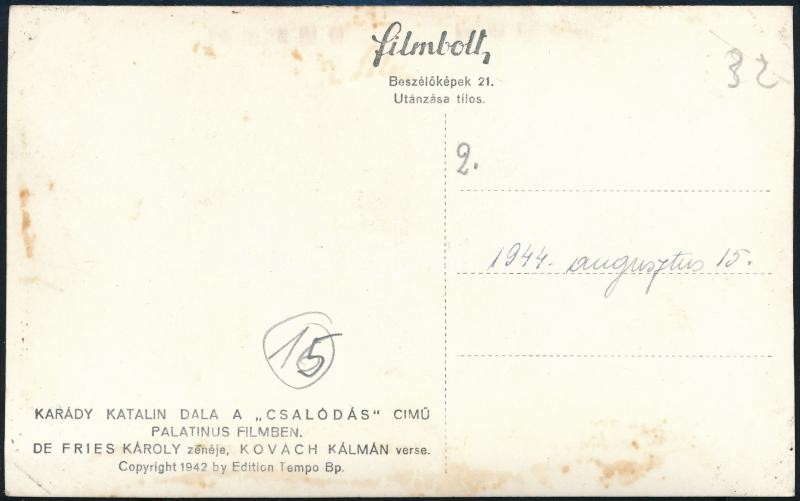 filmbolt
Beszélőképek 21.
Utánzása tilos.
32
2.
1944. augusztus 15.
15
KARÁDY KATALIN DALA A „CSALÓDÁS" CIMŰ
PALATINUS FILMBEN.
DE FRIES KÁROLY zenéje, KOVÁCH KÁLMÁN verse.
Copyright 1942 by Edition Tempo Bp.